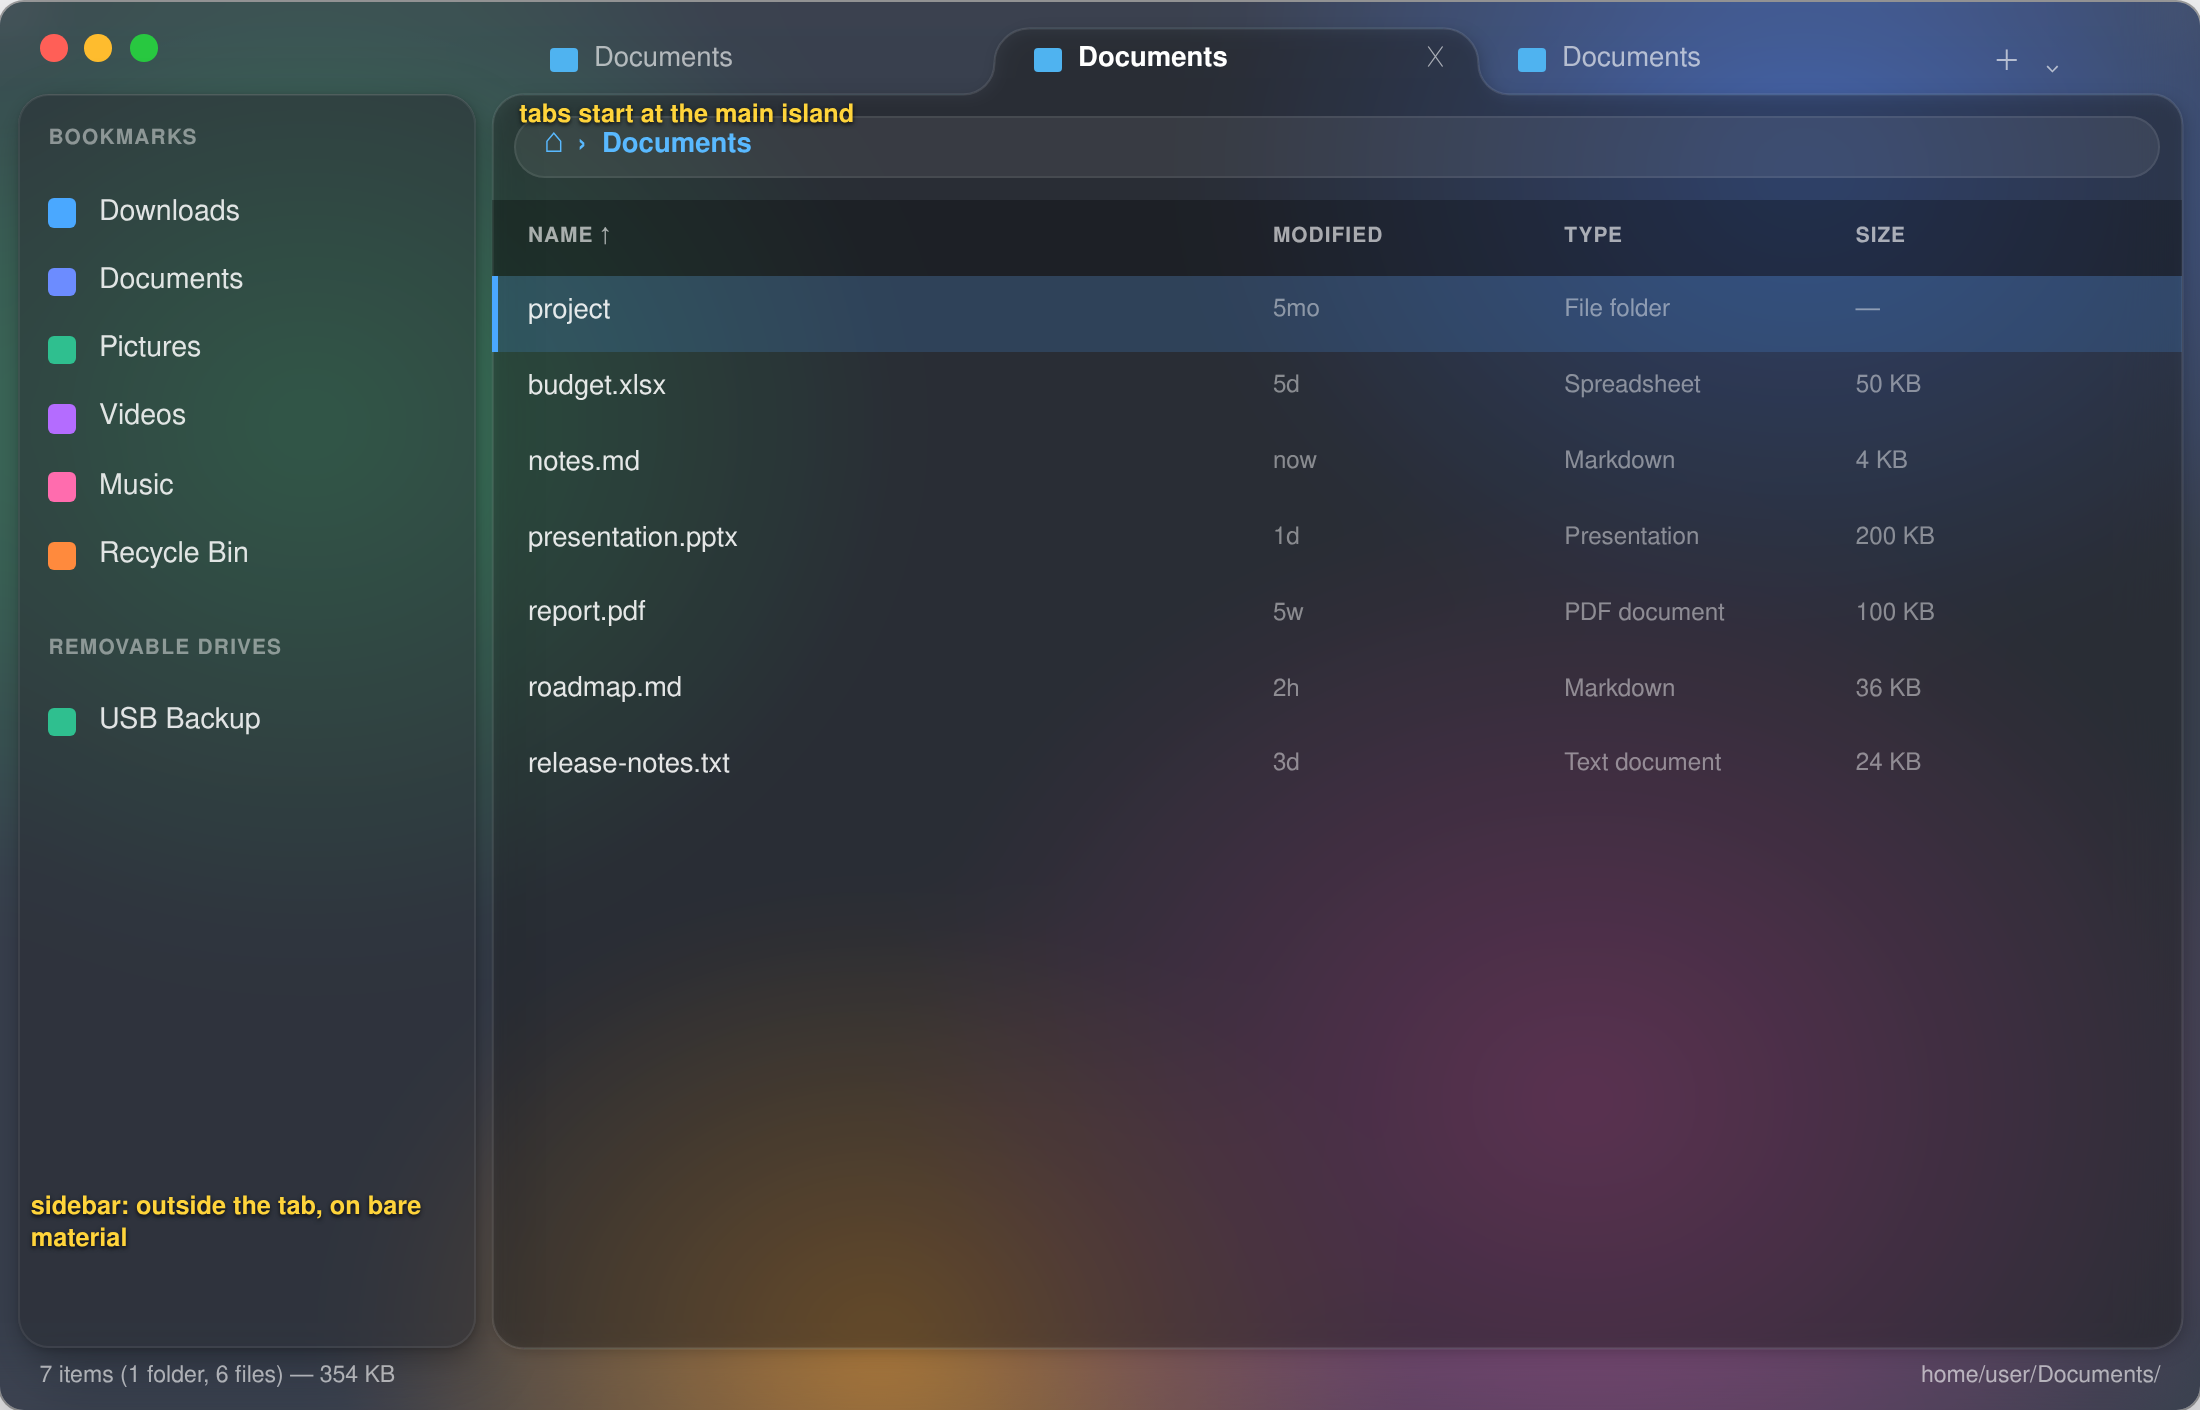 Documents
Documents X
Documents + ⌄
tabs start at the main island
⌂ › Documents
BOOKMARKS
Downloads
Documents
Pictures
Videos
Music
Recycle Bin
REMOVABLE DRIVES
USB Backup
sidebar: outside the tab, on bare
material
NAME ↑ MODIFIED TYPE SIZE
project 5mo File folder —
budget.xlsx 5d Spreadsheet 50 KB
notes.md now Markdown 4 KB
presentation.pptx 1d Presentation 200 KB
report.pdf 5w PDF document 100 KB
roadmap.md 2h Markdown 36 KB
release-notes.txt 3d Text document 24 KB
7 items (1 folder, 6 files) — 354 KB
home/user/Documents/